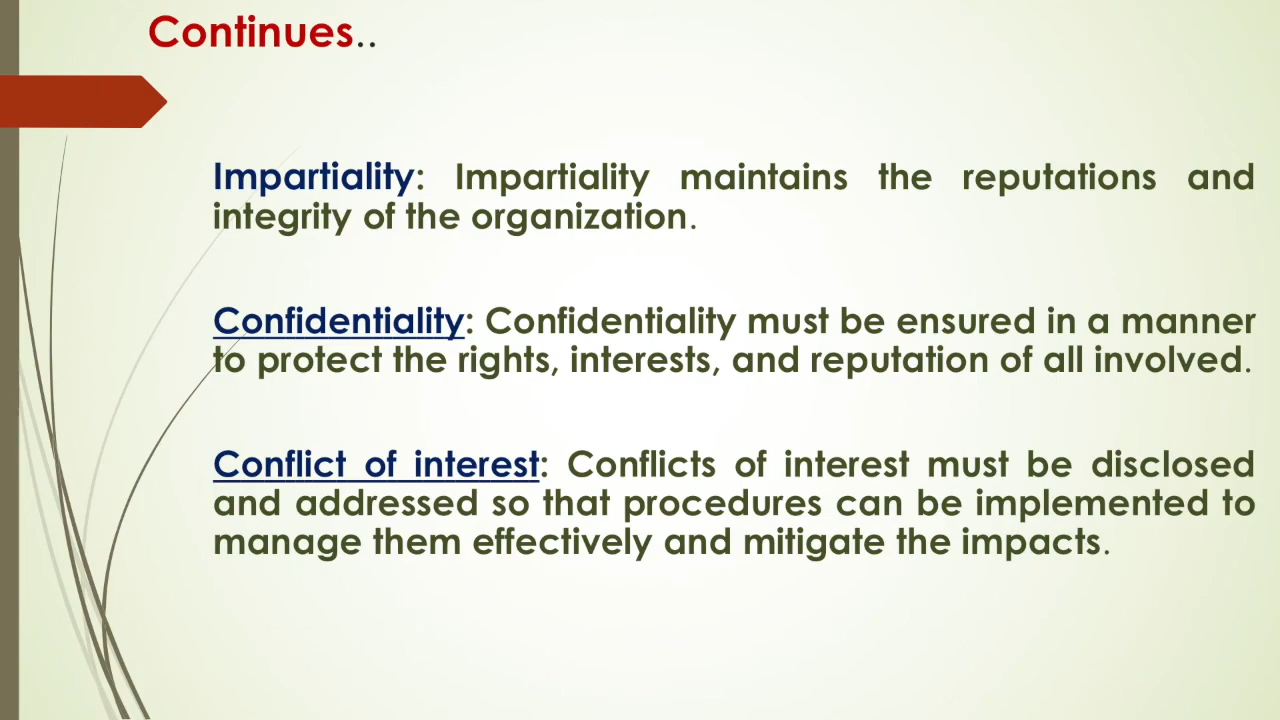 Continues..
Impartiality: Impartiality maintains the reputations and
integrity of the organization.
Confidentiality: Confidentiality must be ensured in a manner
to protect the rights, interests, and reputation of all involved.
Conflict of interest: Conflicts of interest must be disclosed
and addressed so that procedures can be implemented to
manage them effectively and mitigate the impacts.